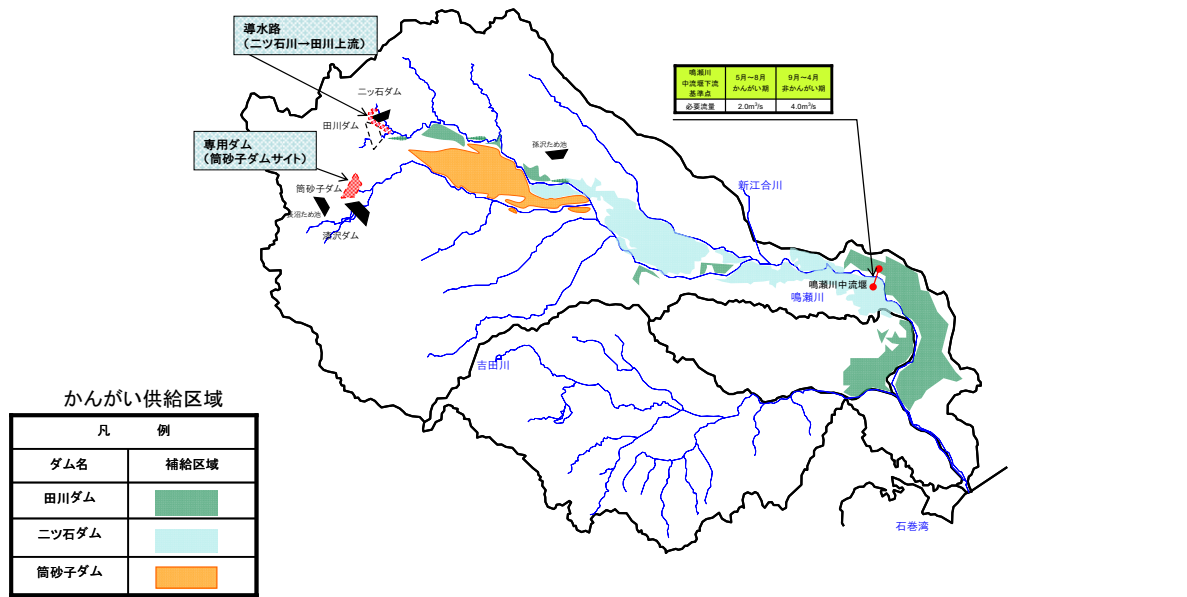 導水路
(二ツ石川→田川上流)
二ッ石ダム
田川ダム
専用ダム
(筒砂子ダムサイト)
筒砂子ダム
長沼ため池
漆沢ダム
孫沢ため池
鳴瀬川
中流堰下流
基準点
5月～8月
かんがい期
9月～4月
非かんがい期
必要流量
2.0m³/s
4.0m³/s
新江合川
鳴瀬川中流堰
鳴瀬川
吉田川
石巻湾
かんがい供給区域
凡 例
ダム名
補給区域
田川ダム
二ツ石ダム
筒砂子ダム